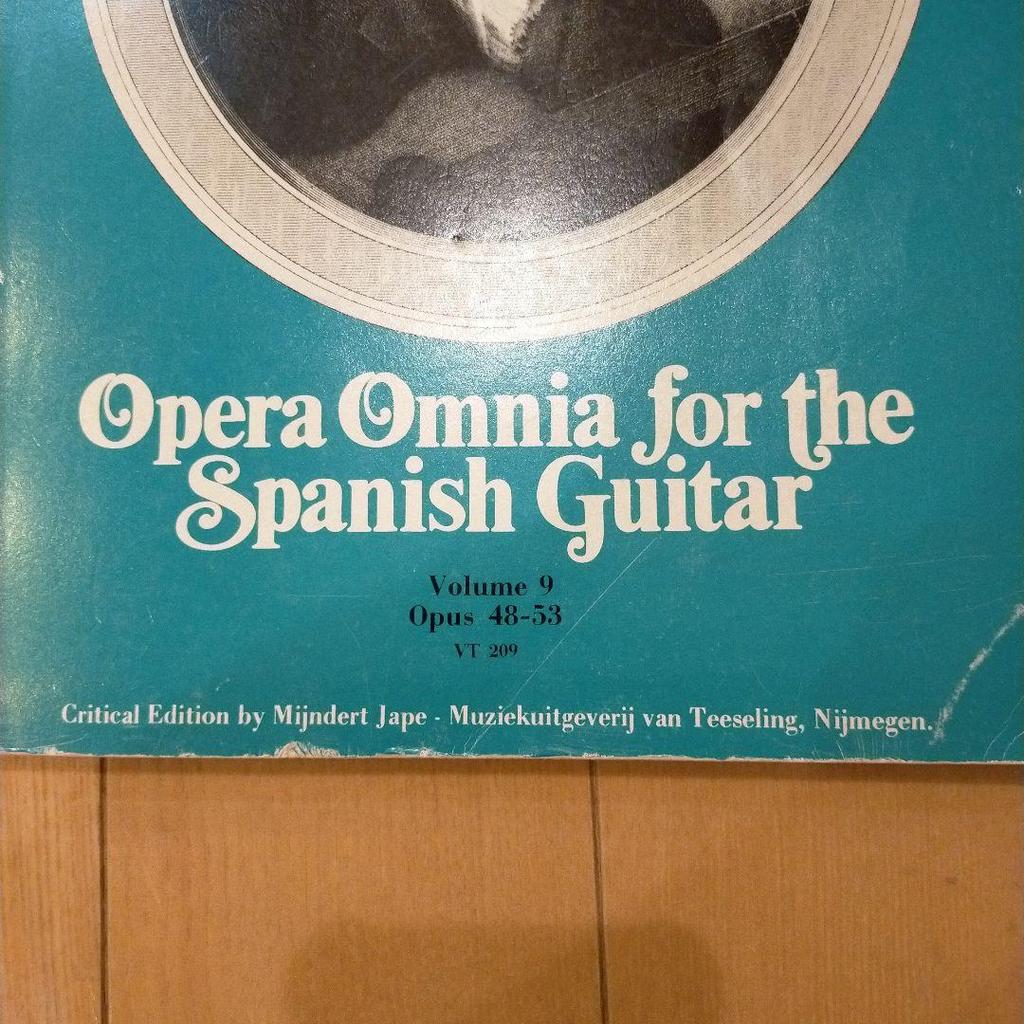 Opera Omnia for the
Spanish Guitar
Volume 9
Opus 48-53
VT 209
Critical Edition by Mijndert Jape - Muziekuitgeverij van Teeseling, Nijmegen.